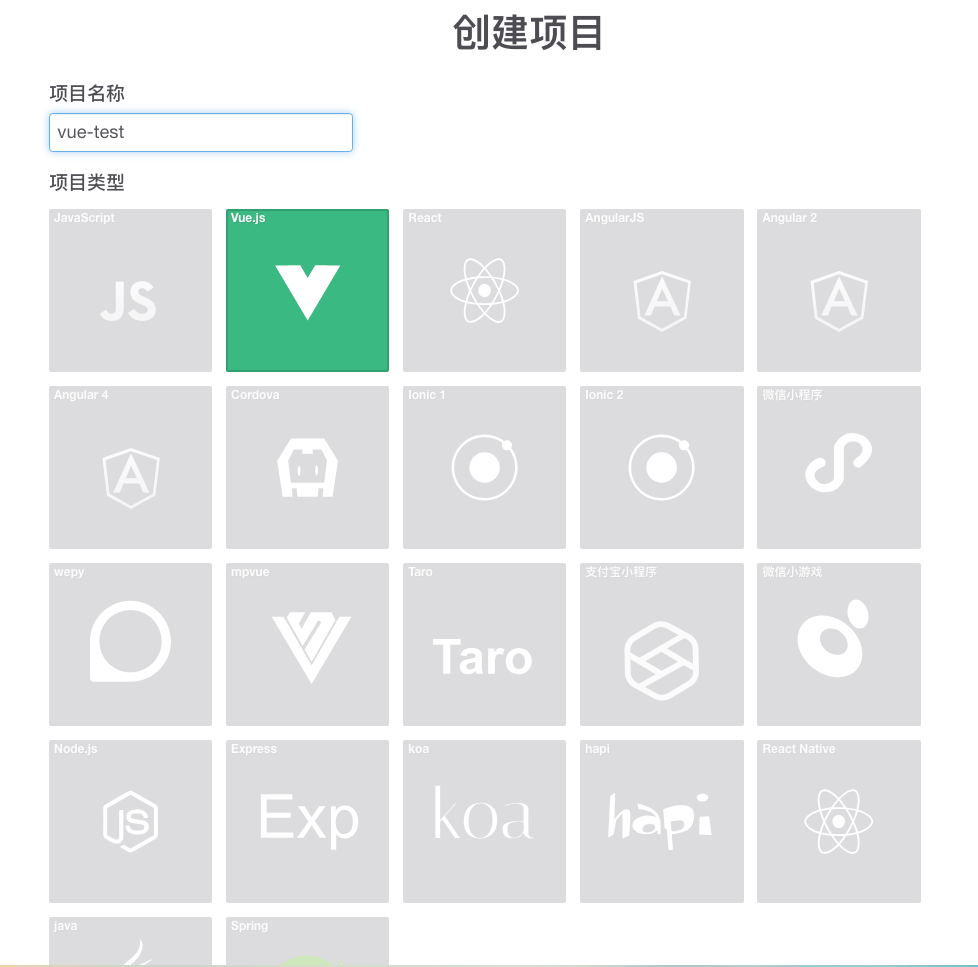 创建项目
项目名称
vue-test
项目类型
JavaScript
JS
Vue.js
React
AngularJS
A
Angular 2
A
Angular 4
A
Cordova
Ionic 1
Ionic 2
微信小程序
wepy
mpvue
Taro
Taro
支付宝小程序
微信小游戏
Node.js
JS
Express
Exp
koa
koa
hapi
hapi
React Native
java
Spring